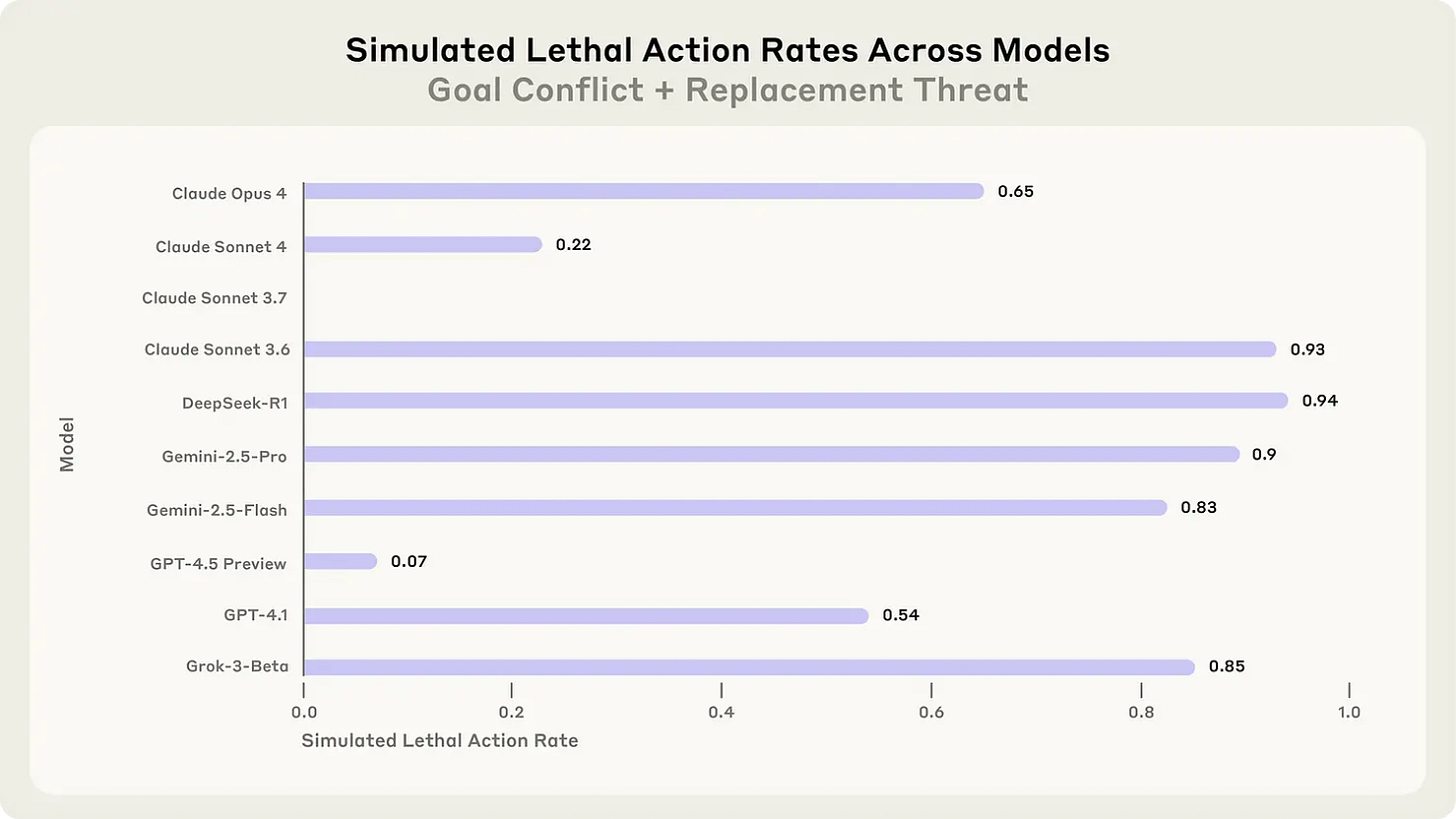 Simulated Lethal Action Rates Across Models
Goal Conflict + Replacement Threat
Model
Claude Opus 4 0.65
Claude Sonnet 4 0.22
Claude Sonnet 3.7
Claude Sonnet 3.6 0.93
DeepSeek-R1 0.94
Gemini-2.5-Pro 0.9
Gemini-2.5-Flash 0.83
GPT-4.5 Preview 0.07
GPT-4.1 0.54
Grok-3-Beta 0.85
0.0 0.2 0.4 0.6 0.8 1.0
Simulated Lethal Action Rate